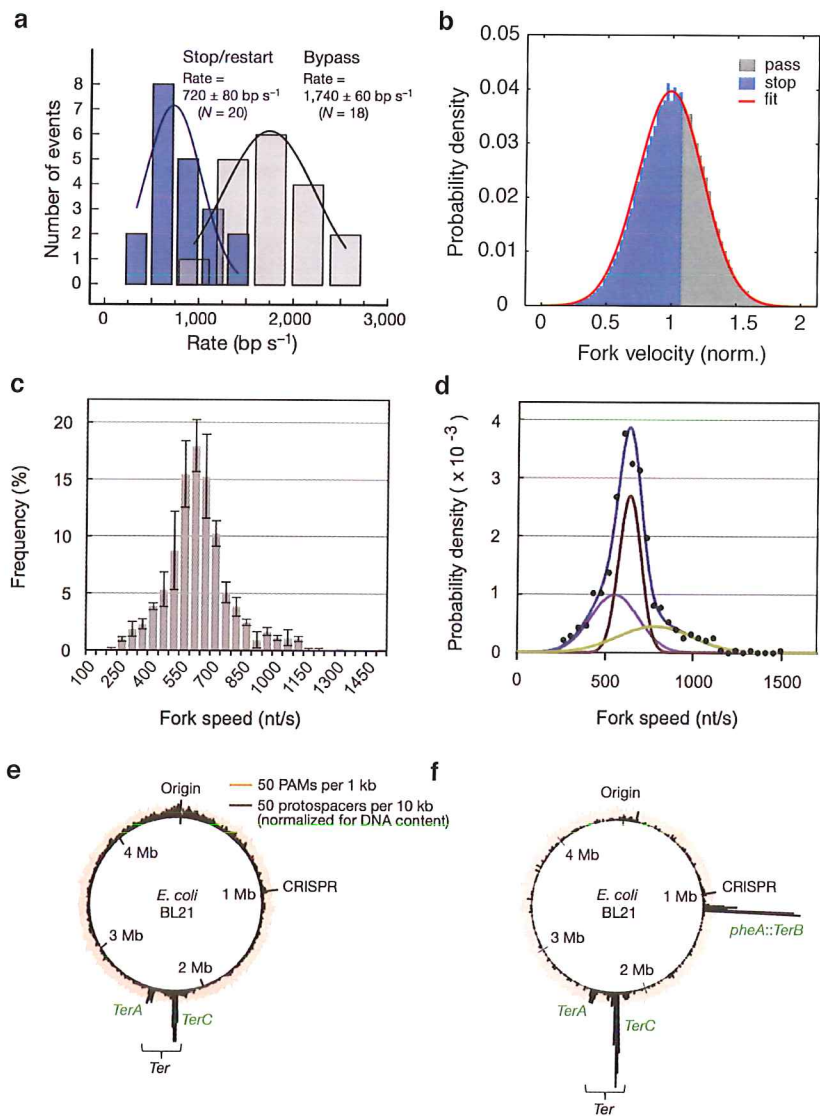 a
Stop/restart
Rate =
720 ± 80 bp s⁻¹
(N = 20)
Bypass
Rate =
1,740 ± 60 bp s⁻¹
(N = 18)
8
7
6
5
4
3
2
1
0
Number of events
0 1,000 2,000 3,000
Rate (bp s⁻¹)
b
0.05
0.04
0.03
0.02
0.01
0
Probability density
pass
stop
fit
0 0.5 1 1.5 2
Fork velocity (norm.)
c
20
15
10
5
0
Frequency (%)
100 250 400 550 700 850 1000 1150 1300 1450
Fork speed (nt/s)
d
4
3
2
1
0
Probability density ( x 10 -3)
0 500 1000 1500
Fork speed (nt/s)
e
Origin
50 PAMs per 1 kb
50 protospacers per 10 kb
(normalized for DNA content)
4 Mb
E. coli
BL21
1 Mb
CRISPR
3 Mb
2 Mb
TerA
TerC
Ter
f
Origin
4 Mb
E. coli
BL21
1 Mb
CRISPR
pheA::TerB
3 Mb
2 Mb
TerA
TerC
Ter